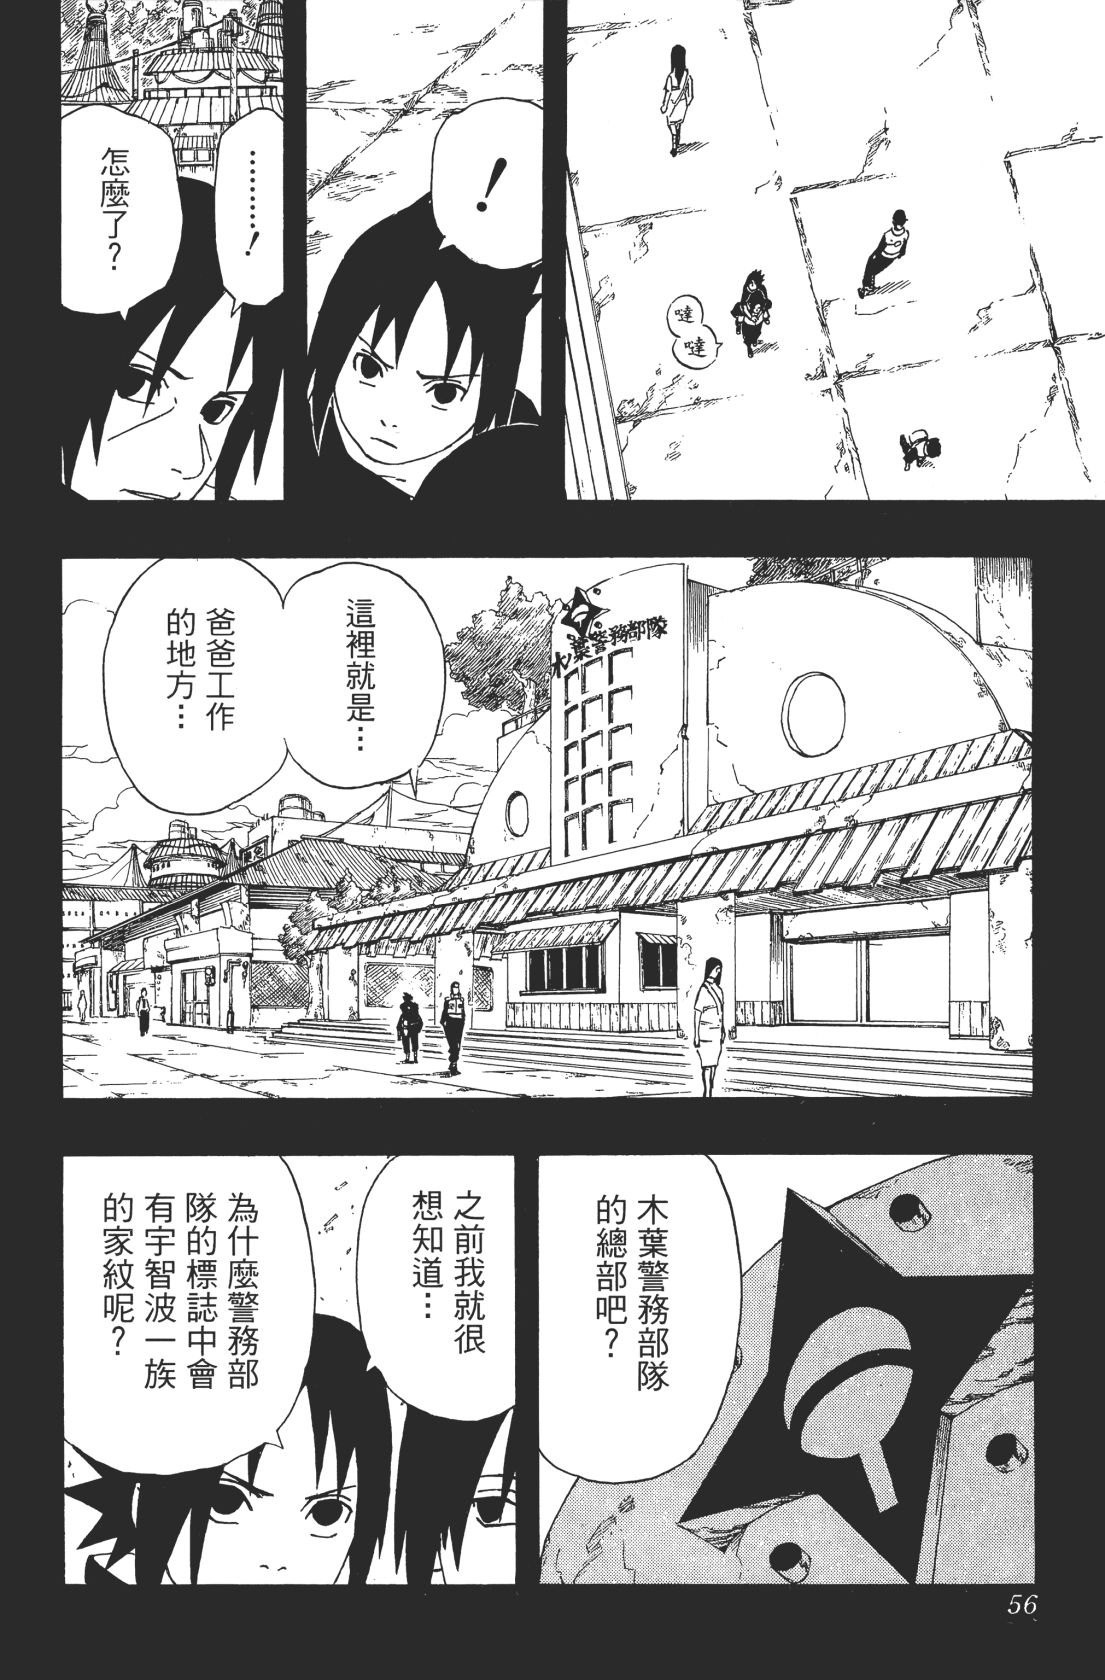 噠
噠
！
………！
怎麼了？
木葉警務部隊
這裡就是…
爸爸工作
的地方…
木葉警務部隊
的總部吧？
之前我就很
想知道…
為什麼警務部
隊的標誌中會
有宇智波一族
的家紋呢？
56